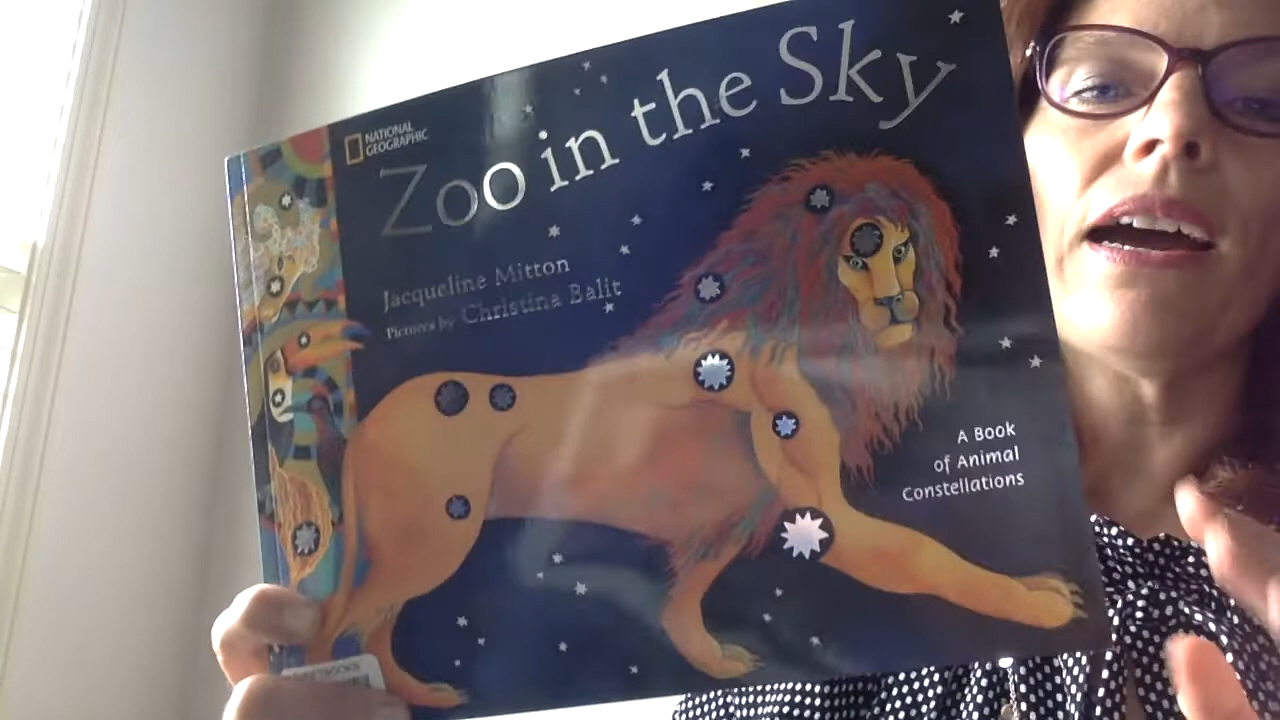 NATIONAL
GEOGRAPHIC
Zoo in the Sky
Jacqueline Mitton
Pictures by Christina Balit
A Book
of Animal
Constellations